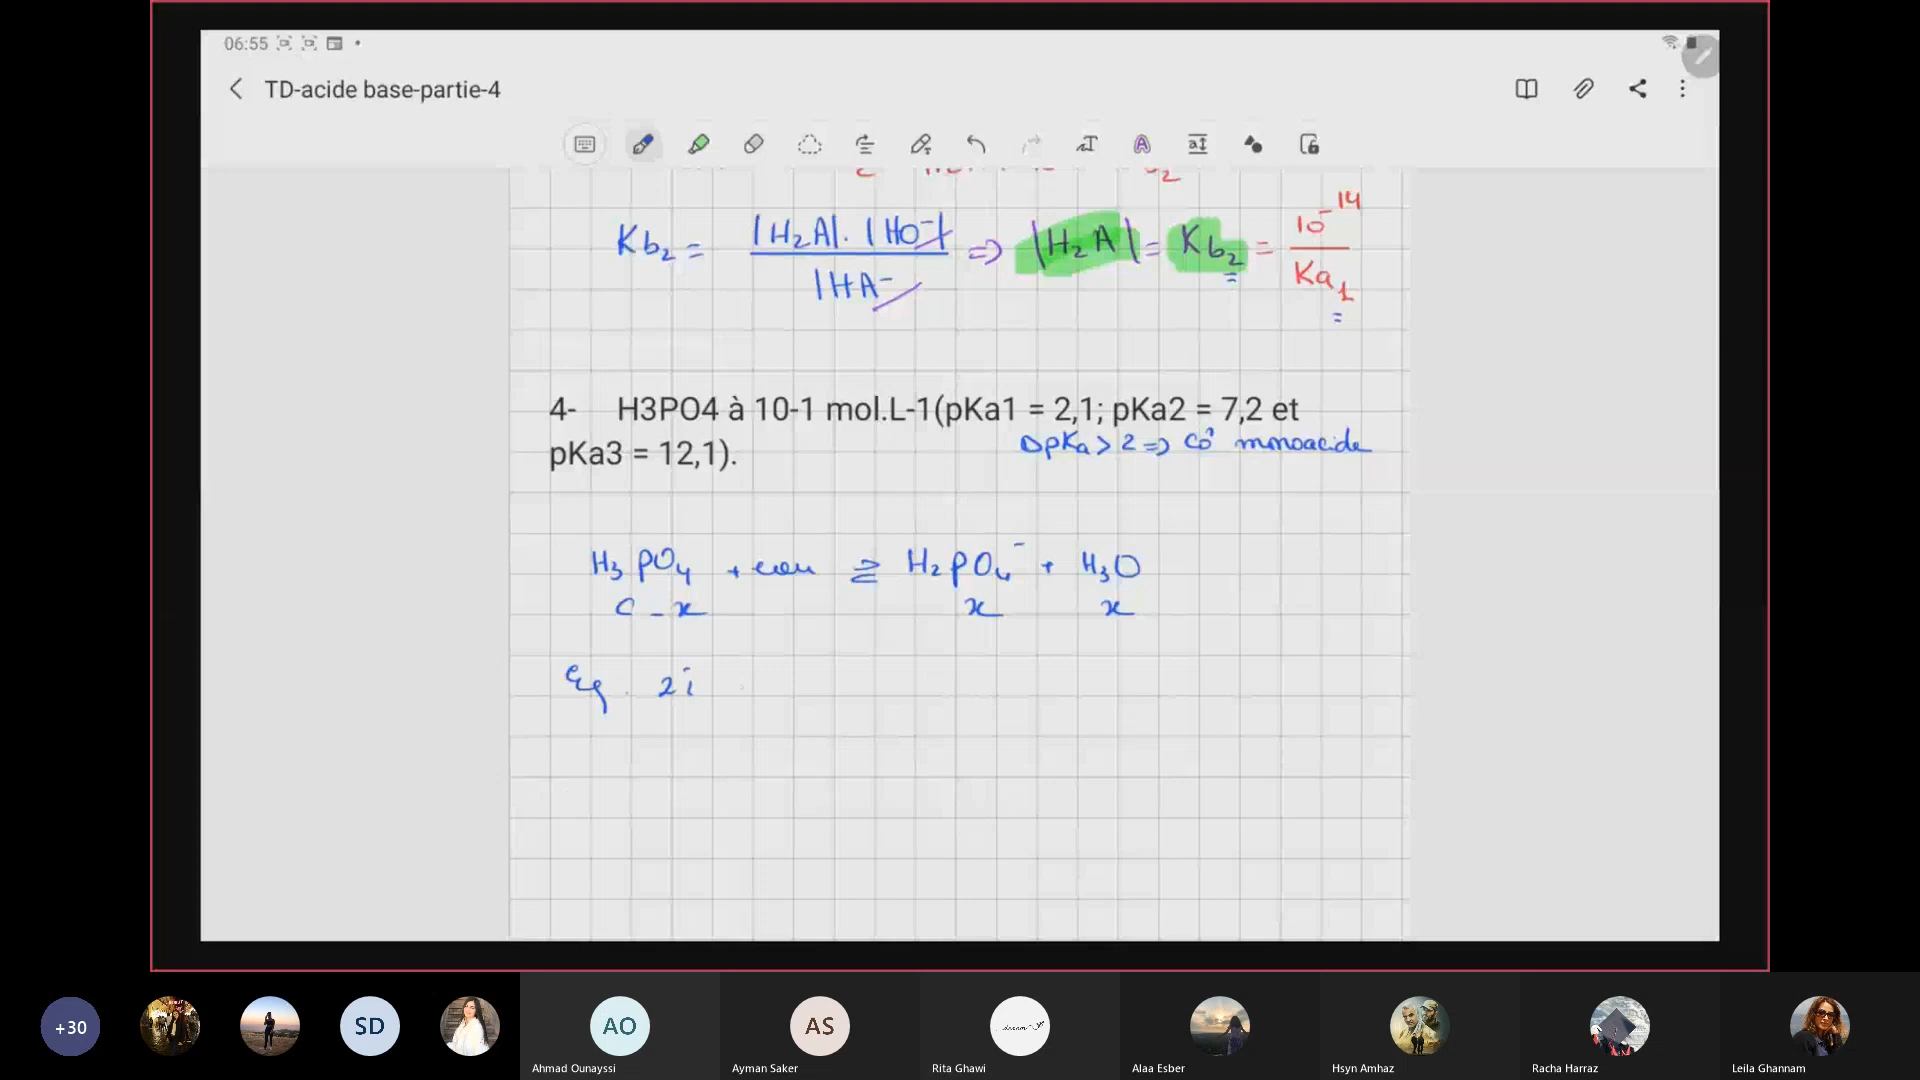 06:55
TD-acide base-partie-4
Kb₂ = |H₂A|. |HO⁻| / |HA⁻ => |H₂A| = Kb₂ = 10⁻¹⁴ / Ka₁
4- H3PO4 à 10-1 mol.L-1(pKa1 = 2,1; pKa2 = 7,2 et
pKa3 = 12,1).
ΔpKa > 2 => Cô monoacide
H₃PO₄ + eau ⇌ H₂PO₄⁻ + H₃O
C - x x x
Eq. 2i
+30
SD
AO
AS
dream
Ahmad Ounayssi
Ayman Saker
Rita Ghawi
Alaa Esber
Hsyn Amhaz
Racha Harraz
Leila Ghannam